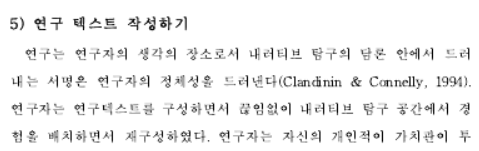 5) 연구 텍스트 작성하기
연구는 연구자의 생각의 장소로서 내러티브 탐구의 담론 안에서 드러
내는 서명은 연구자의 정체성을 드러낸다(Clandinin & Connelly, 1994).
연구자는 연구텍스트를 구성하면서 끊임없이 내러티브 탐구 공간에서 경
험을 배치하면서 재구성하였다. 연구자는 자신의 개인적이 가치관이 투